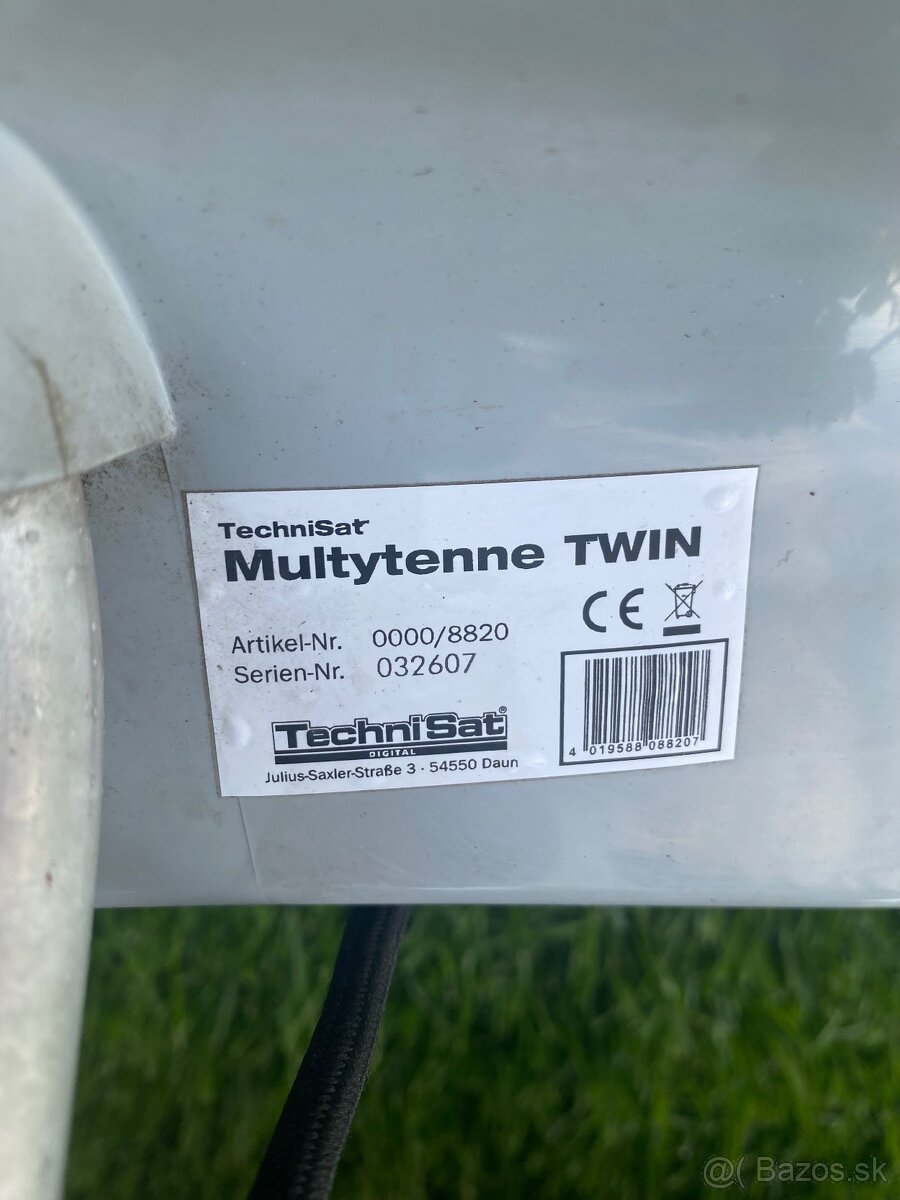 TechniSat
Multytenne TWIN
CE
Artikel-Nr. 0000/8820
Serien-Nr. 032607
TechniSat®
DIGITAL
Julius-Saxler-Straße 3 · 54550 Daun
4 019588 088207
@( Bazos.sk